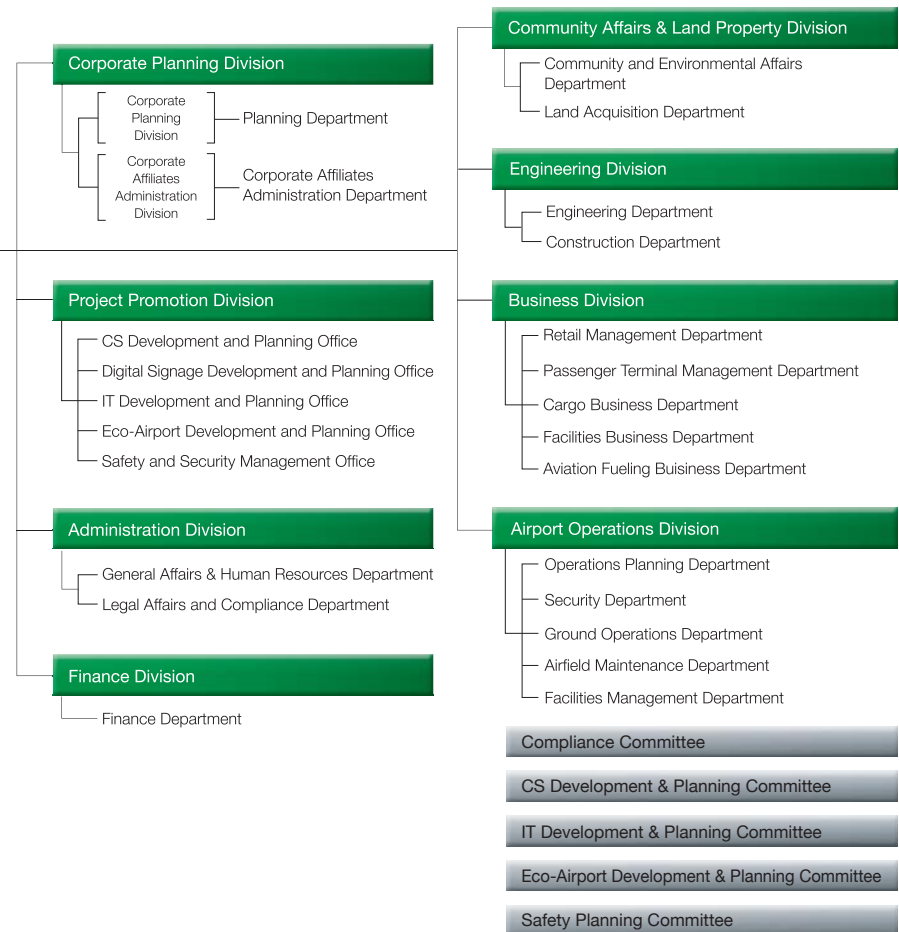 Corporate Planning Division
Corporate
Planning
Division
Planning Department
Corporate
Affiliates
Administration
Division
Corporate Affiliates
Administration Department
Project Promotion Division
CS Development and Planning Office
Digital Signage Development and Planning Office
IT Development and Planning Office
Eco-Airport Development and Planning Office
Safety and Security Management Office
Administration Division
General Affairs & Human Resources Department
Legal Affairs and Compliance Department
Finance Division
Finance Department
Community Affairs & Land Property Division
Community and Environmental Affairs
Department
Land Acquisition Department
Engineering Division
Engineering Department
Construction Department
Business Division
Retail Management Department
Passenger Terminal Management Department
Cargo Business Department
Facilities Business Department
Aviation Fueling Buisiness Department
Airport Operations Division
Operations Planning Department
Security Department
Ground Operations Department
Airfield Maintenance Department
Facilities Management Department
Compliance Committee
CS Development & Planning Committee
IT Development & Planning Committee
Eco-Airport Development & Planning Committee
Safety Planning Committee